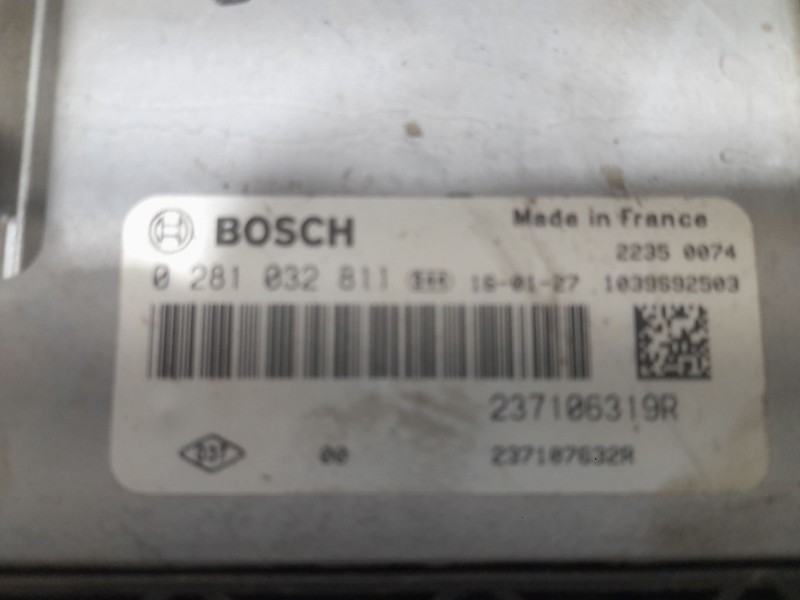 BOSCH
Made in France
2235 0074
0 281 032 811
16-01-27 1039S92503
237106319R
00
237107632R